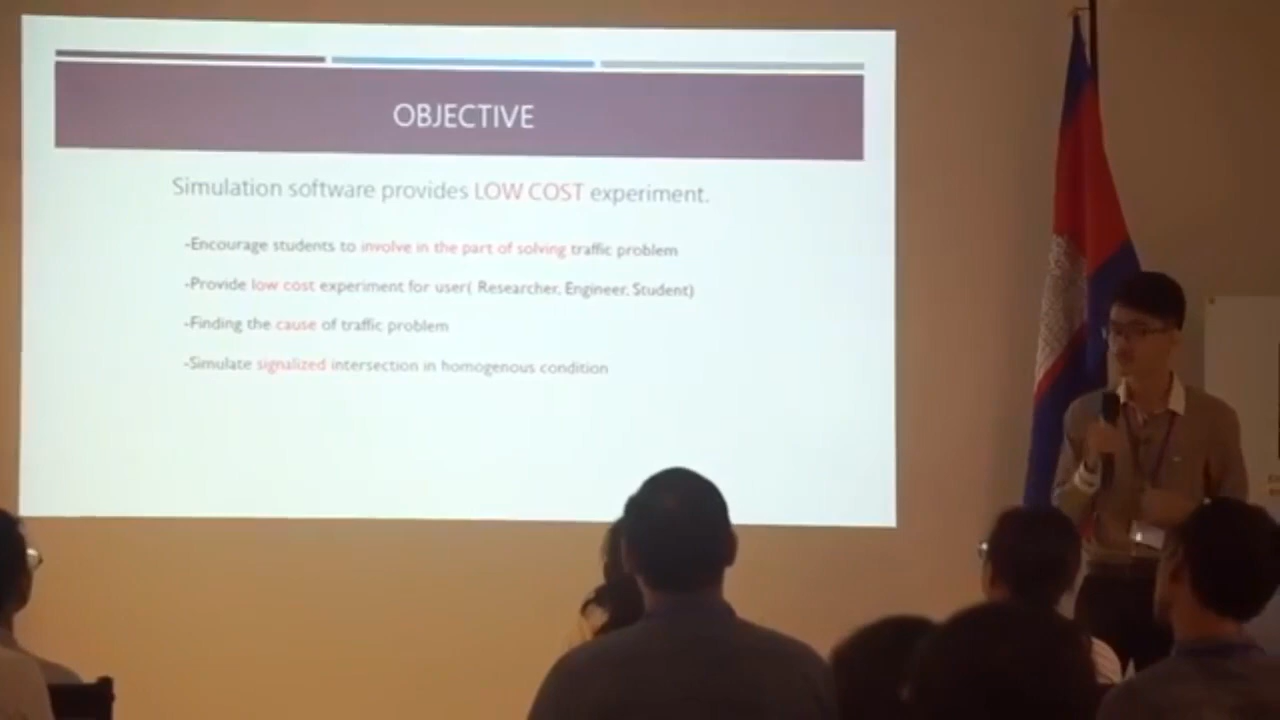 OBJECTIVE
Simulation software provides LOW COST experiment.
-Encourage students to involve in the part of solving traffic problem
-Provide low cost experiment for user( Researcher, Engineer, Student)
-Finding the cause of traffic problem
-Simulate signalized intersection in homogenous condition